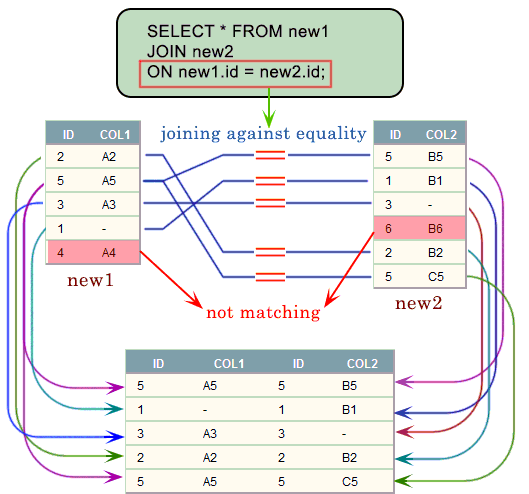 SELECT * FROM new1
JOIN new2
ON new1.id = new2.id;
joining against equality
ID COL1
2 A2
5 A5
3 A3
1 -
4 A4
new1
ID COL2
5 B5
1 B1
3 -
6 B6
2 B2
5 C5
new2
not matching
ID COL1 ID COL2
5 A5 5 B5
1 - 1 B1
3 A3 3 -
2 A2 2 B2
5 A5 5 C5